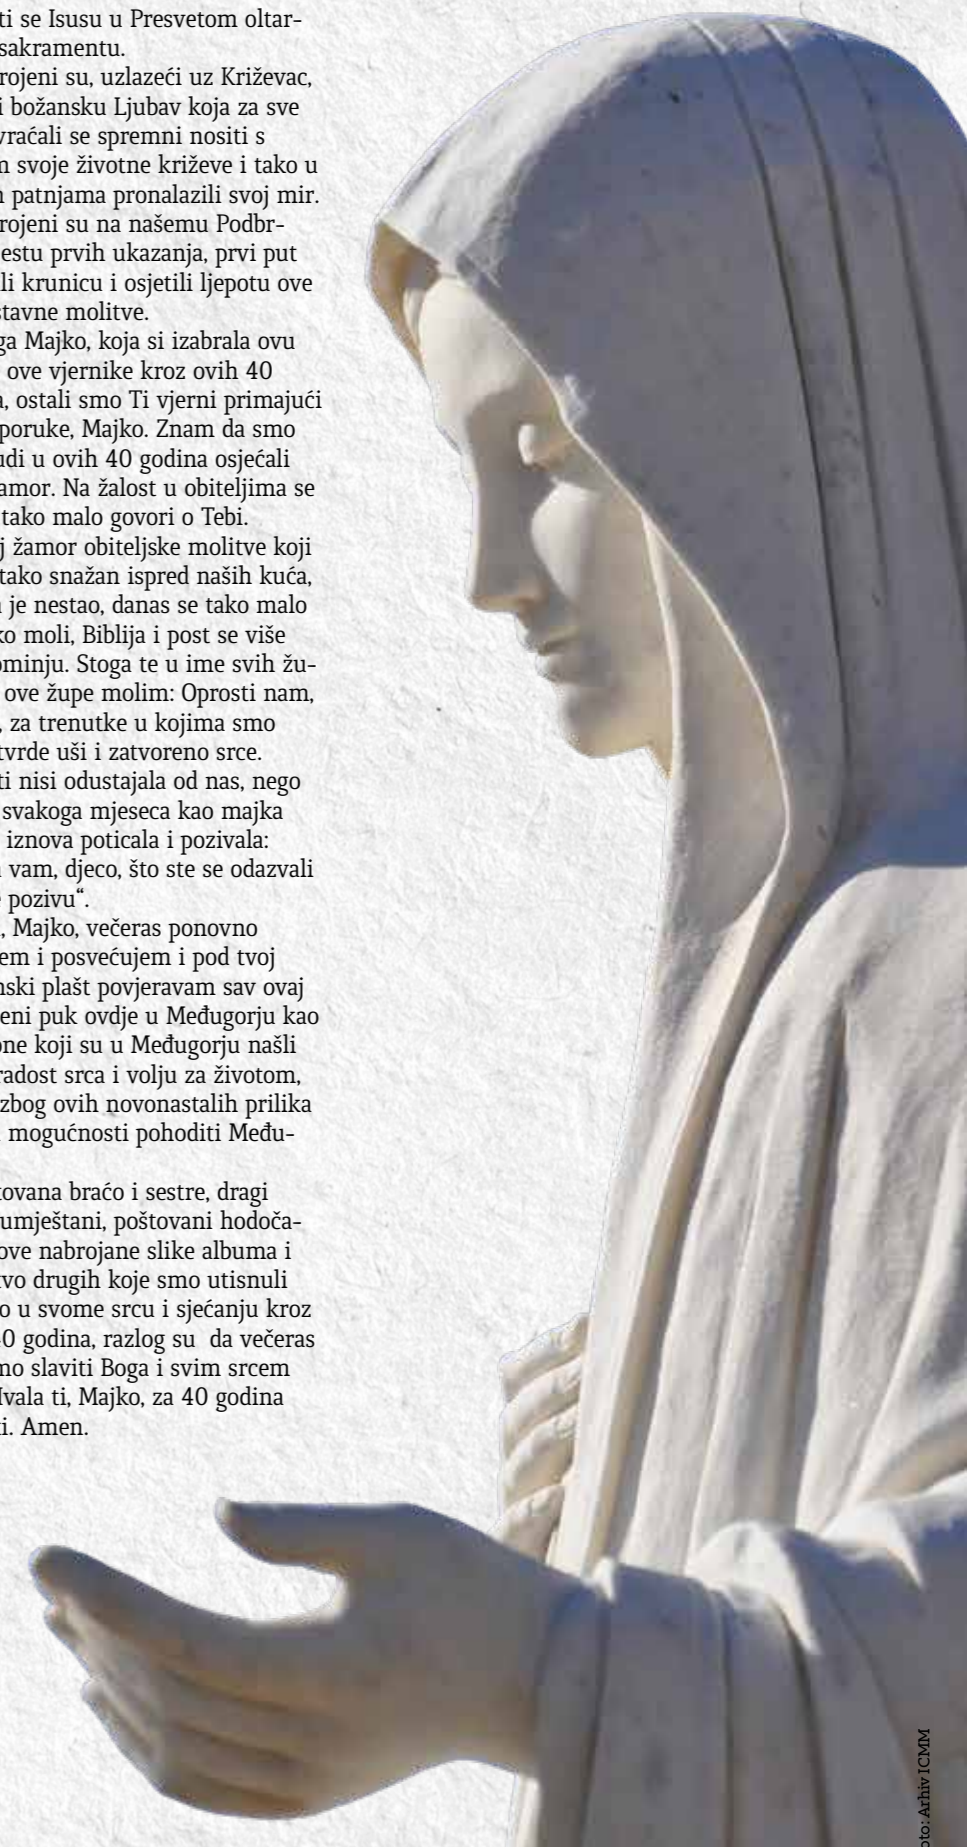 ti se Isusu u Presvetom oltar-
sakramentu.
rojeni su, uzlazeći uz Križevac,
i božansku Ljubav koja za sve
vraćali se spremni nositi s
m svoje životne križeve i tako u
n patnjama pronalazili svoj mir.
rojeni su na našemu Podbr-
estu prvih ukazanja, prvi put
li krunicu i osjetili ljepotu ove
stavne molitve.
ga Majko, koja si izabrala ovu
ove vjernike kroz ovih 40
a, ostali smo Ti vjerni primajući
poruke, Majko. Znam da smo
udi u ovih 40 godina osjećali
amor. Na žalost u obiteljima se
tako malo govori o Tebi.
j žamor obiteljske molitve koji
tako snažan ispred naših kuća,
a je nestao, danas se tako malo
ko moli, Biblija i post se više
ominju. Stoga te u ime svih žu-
ove župe molim: Oprosti nam,
, za trenutke u kojima smo
tvrde uši i zatvoreno srce.
ti nisi odustajala od nas, nego
svakoga mjeseca kao majka
iznova poticala i pozivala:
a vam, djeco, što ste se odazvali
e pozivu“.
, Majko, večeras ponovno
em i posvećujem i pod tvoj
nski plašt povjeravam sav ovaj
eni puk ovdje u Međugorju kao
one koji su u Međugorju našli
radost srca i volju za životom,
zbog ovih novonastalih prilika
mogućnosti pohoditi Među-
tovana braćo i sestre, dragi
umještani, poštovani hodoča-
ove nabrojane slike albuma i
vo drugih koje smo utisnuli
o u svome srcu i sjećanju kroz
40 godina, razlog su da večeras
mo slaviti Boga i svim srcem
Hvala ti, Majko, za 40 godina
ti. Amen.
oto: Arhiv ICMM